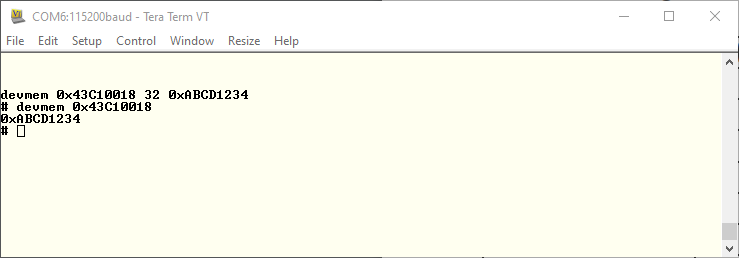 COM6:115200baud - Tera Term VT
File Edit Setup Control Window Resize Help
devmem 0x43C10018 32 0xABCD1234
# devmem 0x43C10018
0xABCD1234
#